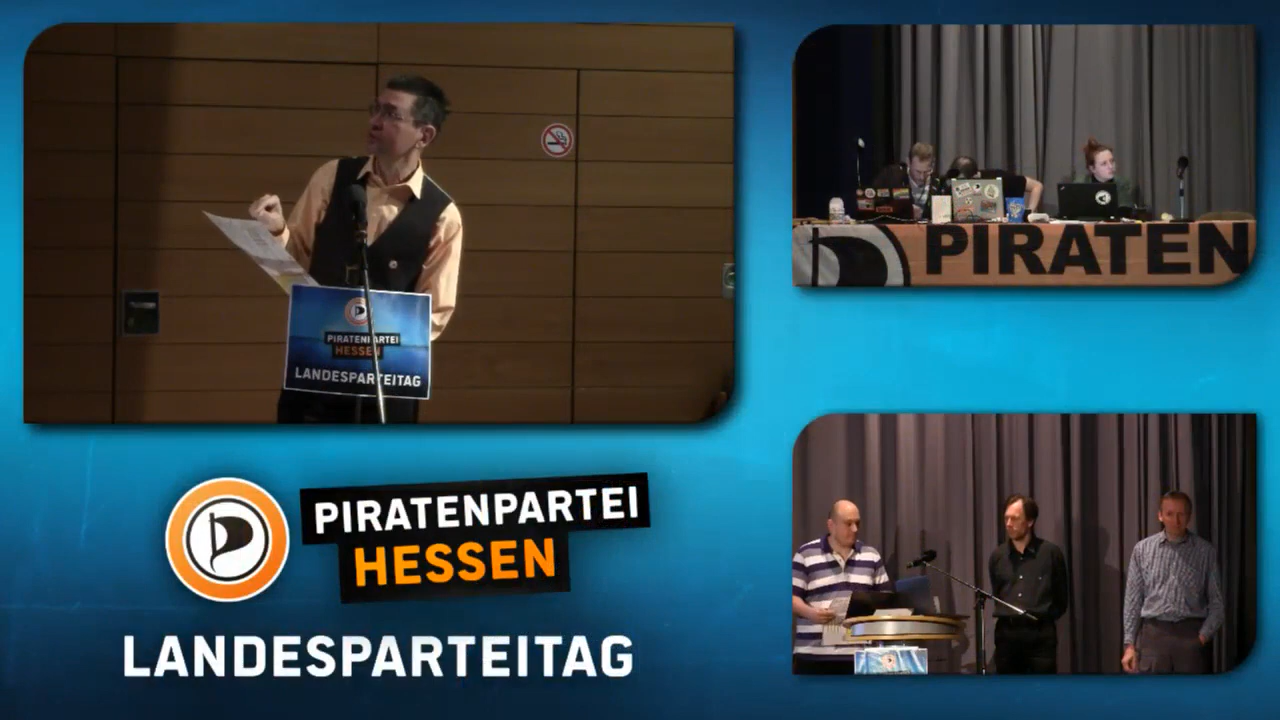 PIRATENPARTEI
HESSEN
LANDESPARTEITAG
PIRATEN
PIRATENPARTEI
HESSEN
LANDESPARTEITAG